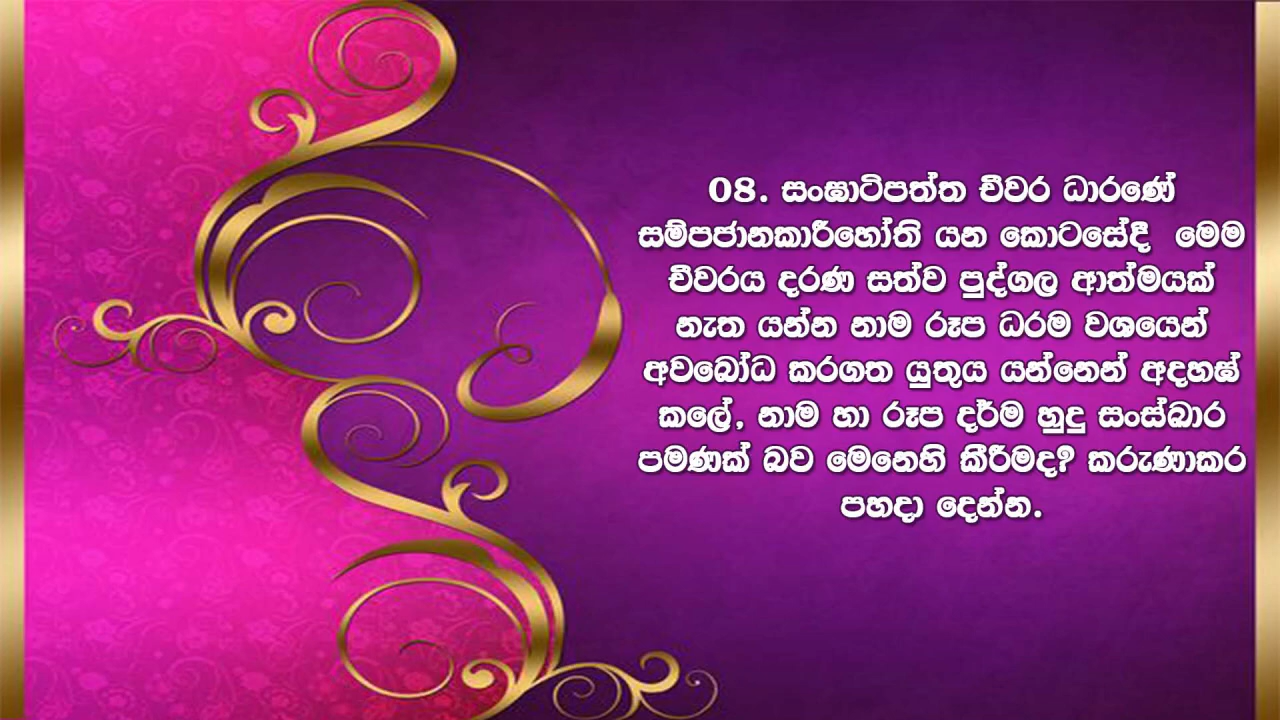 08. සංඝාටිපත්ත චීවර ධාරණේ
සම්පජානකාරීහෝති යන කොටසේදී මෙම
චීවරය දරණ සත්ව පුද්ගල ආත්මයක්
නැත යන්න නාම රූප ධරම වශයෙන්
අවබෝධ කරගත යුතුය යන්නෙන් අදහස්
කලේ, නාම හා රූප දර්ම හුදු සංස්ඛාර
පමණක් බව මෙනෙහි කිරීමද? කරුණාකර
පහදා දෙන්න.